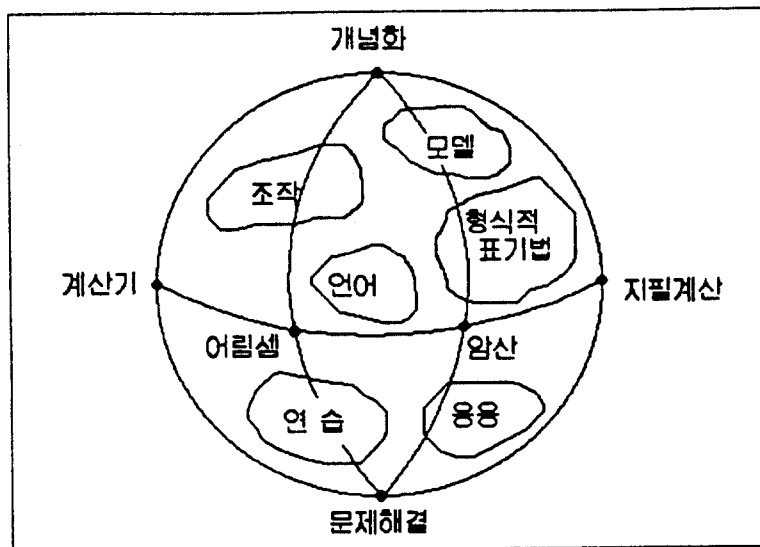 개념화
모델
조작
형식적
표기법
언어
계산기
지필계산
어림셈
암산
연 습
응용
문제해결